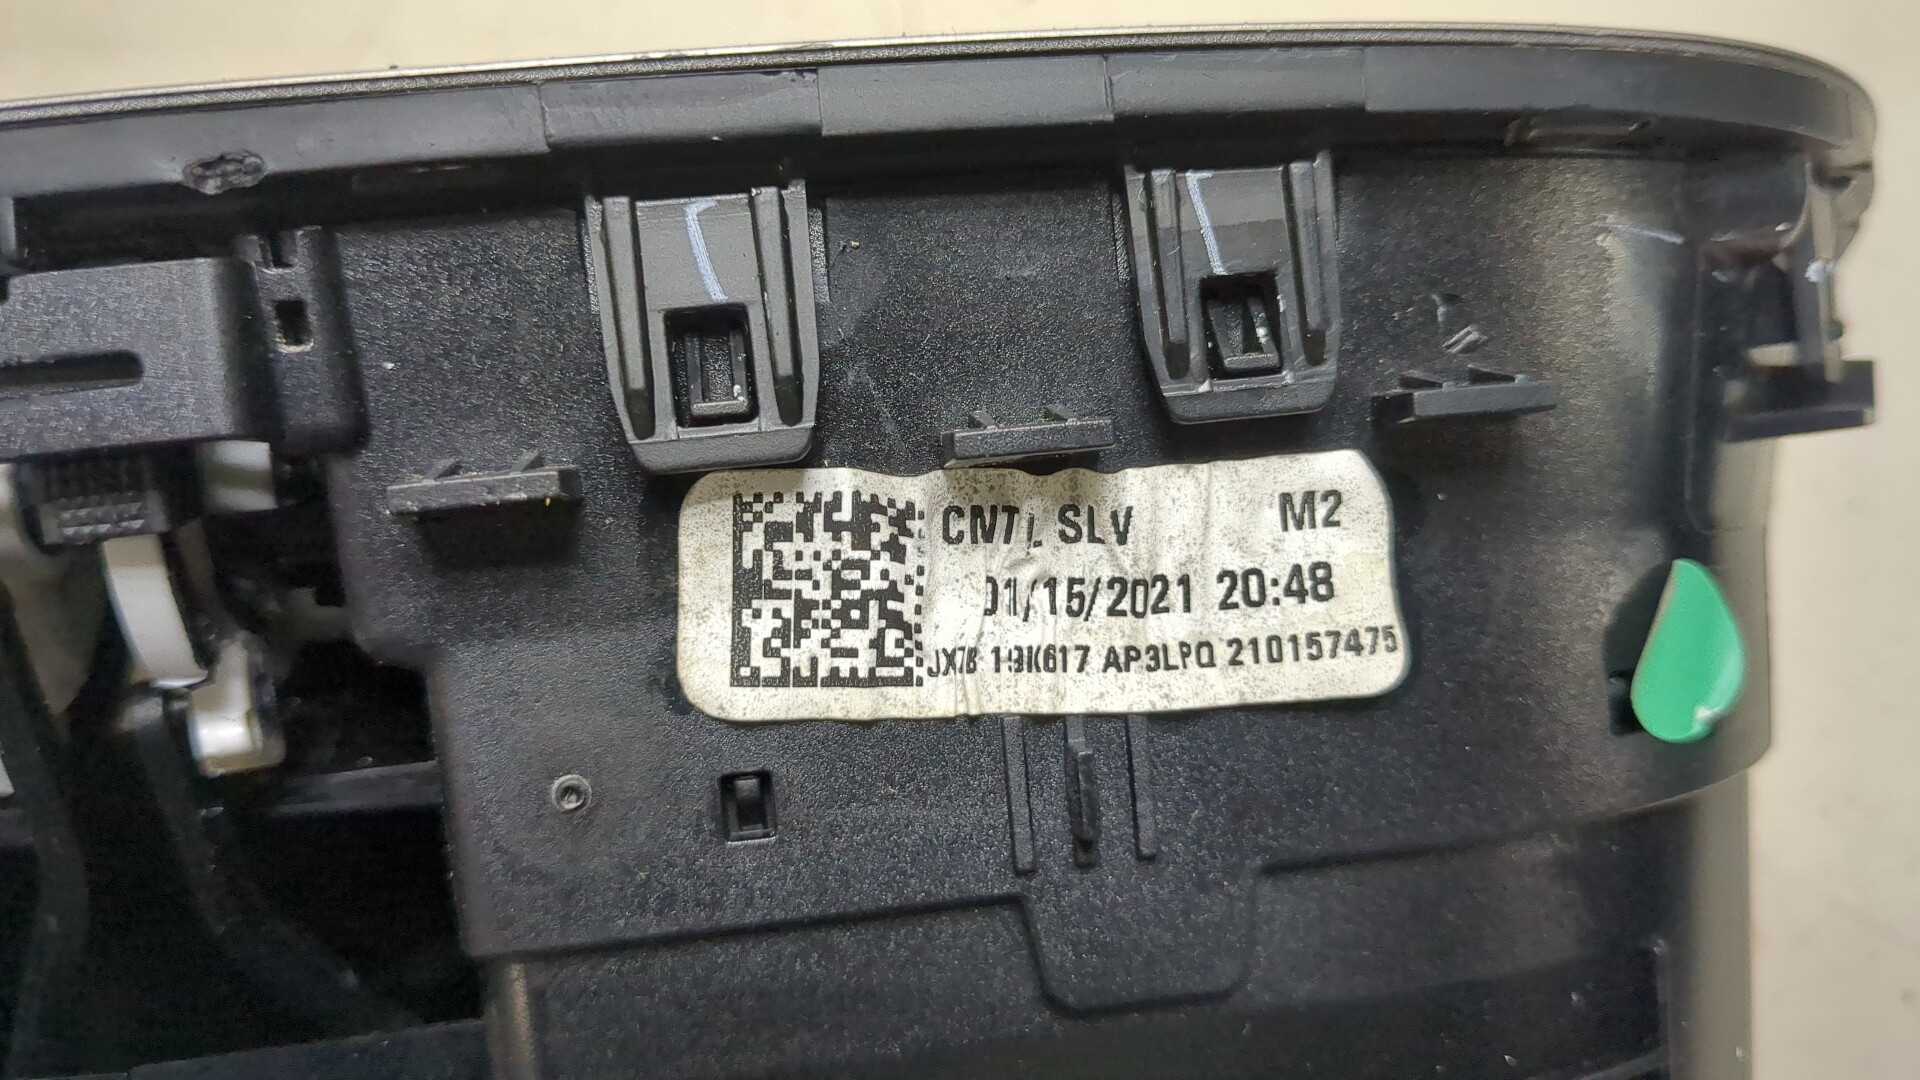 CNTL SLV M2
01/15/2021 20:48
JX7B 19K617 AP3LPQ 210157475